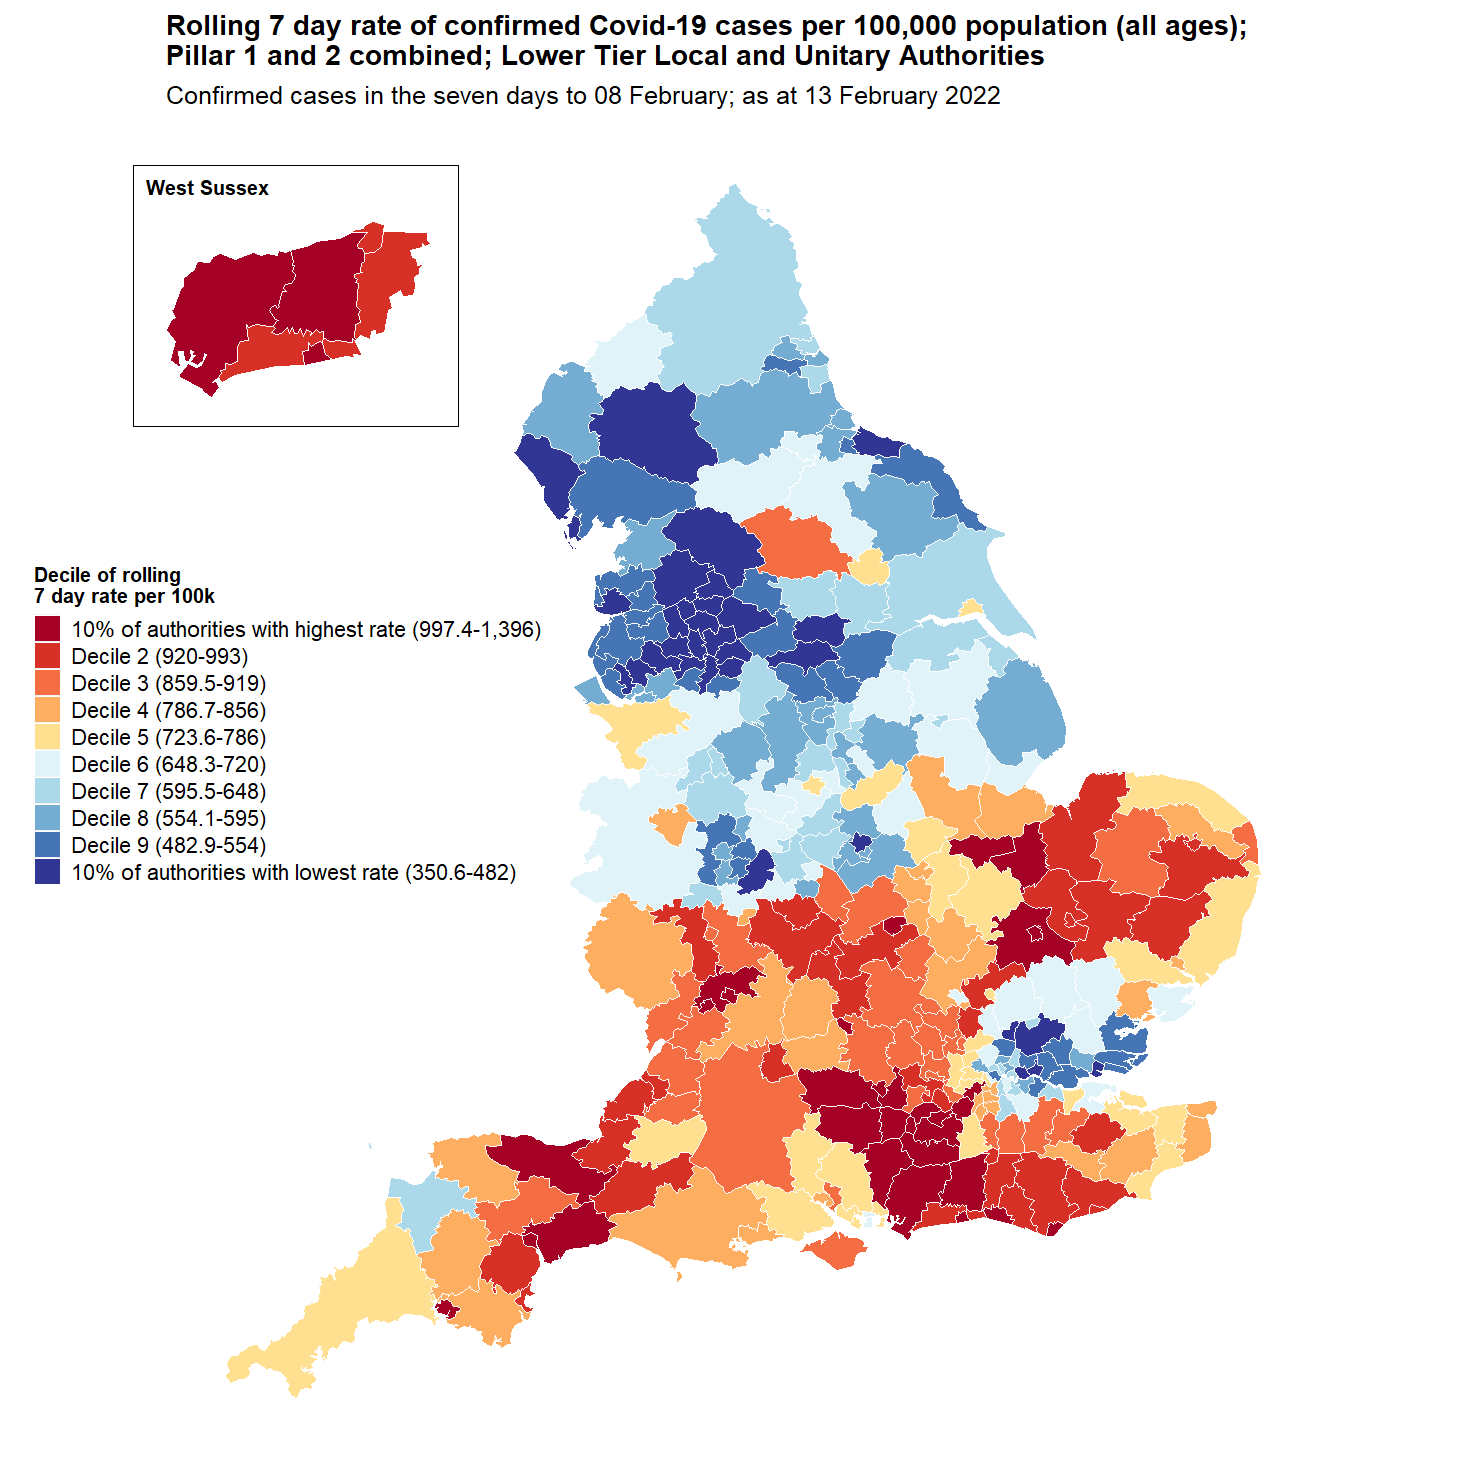 Rolling 7 day rate of confirmed Covid-19 cases per 100,000 population (all ages);
Pillar 1 and 2 combined; Lower Tier Local and Unitary Authorities
Confirmed cases in the seven days to 08 February; as at 13 February 2022
West Sussex
Decile of rolling
7 day rate per 100k
10% of authorities with highest rate (997.4-1,396)
Decile 2 (920-993)
Decile 3 (859.5-919)
Decile 4 (786.7-856)
Decile 5 (723.6-786)
Decile 6 (648.3-720)
Decile 7 (595.5-648)
Decile 8 (554.1-595)
Decile 9 (482.9-554)
10% of authorities with lowest rate (350.6-482)